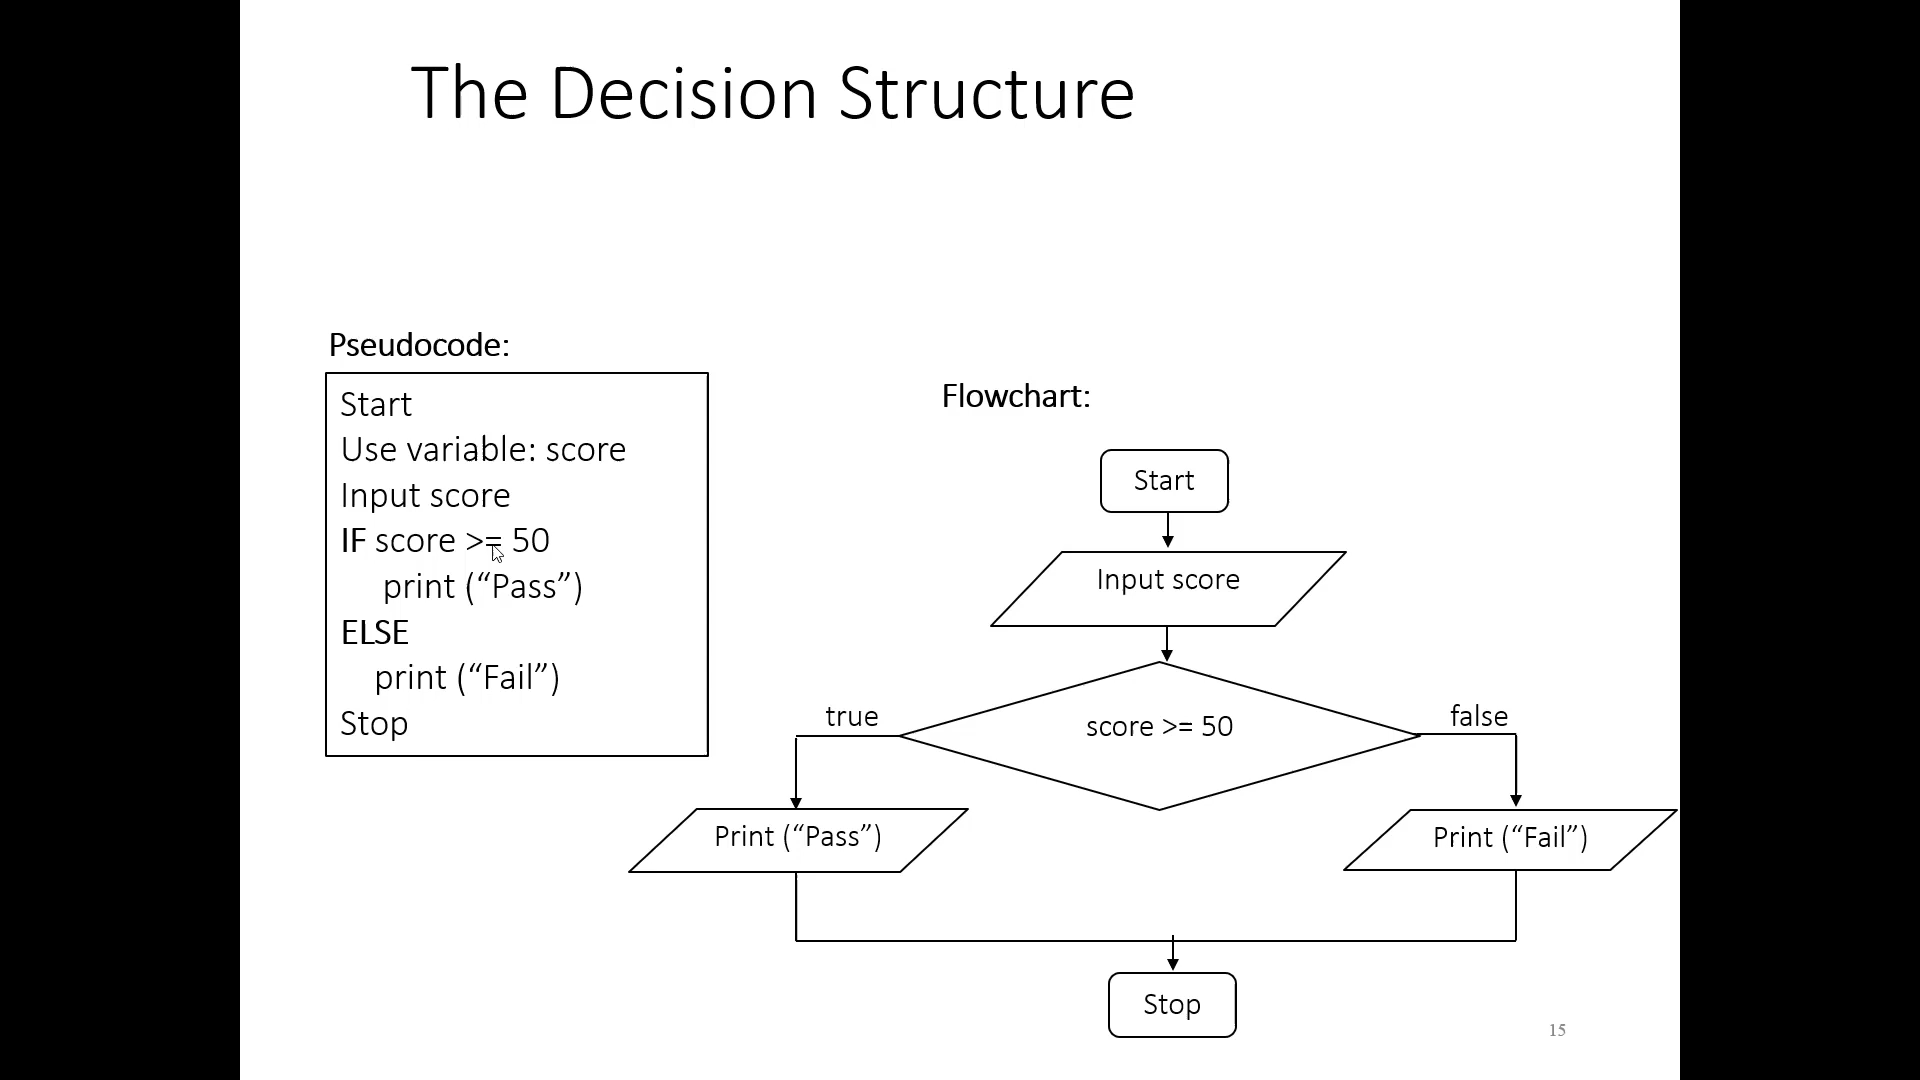 The Decision Structure
Pseudocode:
Start
Use variable: score
Input score
IF score >= 50
print (“Pass”)
ELSE
print (“Fail”)
Stop
Flowchart:
Start
Input score
score >= 50
true
false
Print (“Pass”)
Print (“Fail”)
Stop
15